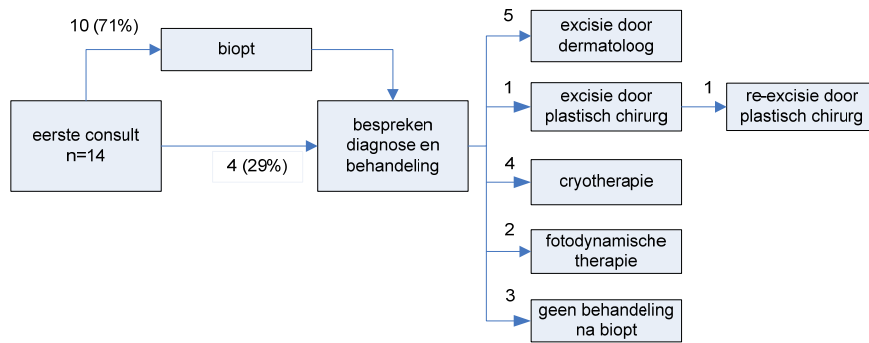 10 (71%)
biopt
eerste consult
n=14
4 (29%)
bespreken
diagnose en
behandeling
5
excisie door
dermatoloog
1
excisie door
plastisch chirurg
1
re-excisie door
plastisch chirurg
4
cryotherapie
2
fotodynamische
therapie
3
geen behandeling
na biopt